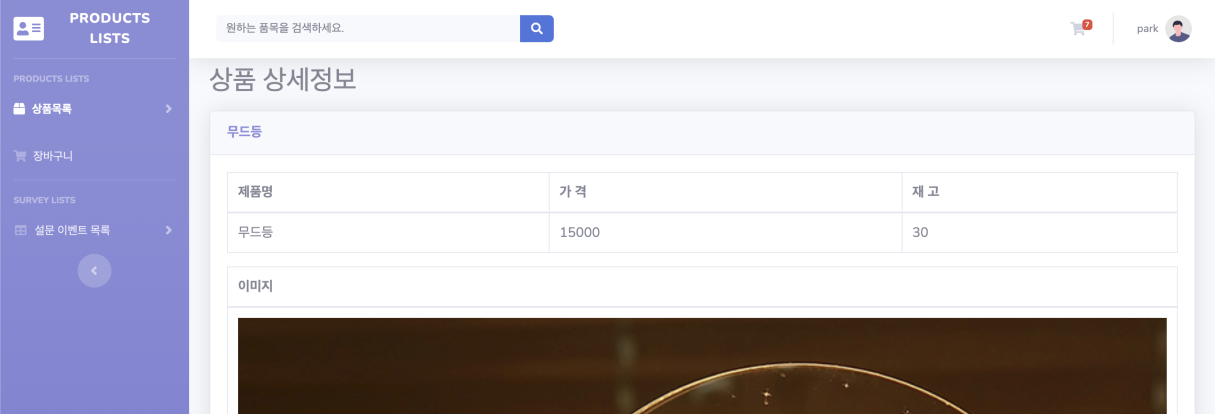 PRODUCTS
LISTS
PRODUCTS LISTS
상품목록
장바구니
SURVEY LISTS
설문 이벤트 목록
원하는 품목을 검색하세요.
7
park
상품 상세정보
무드등
제품명 가 격 재 고
무드등 15000 30
이미지